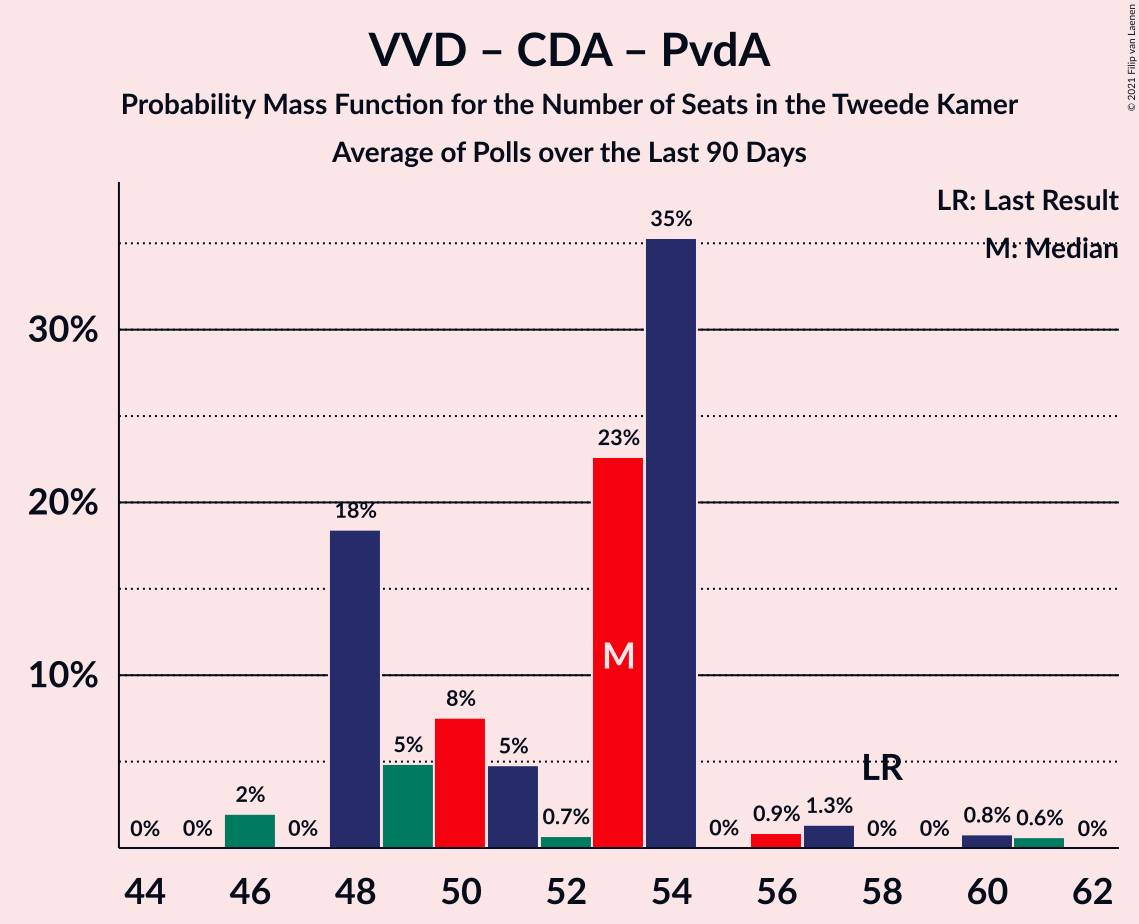 VVD – CDA – PvdA
Probability Mass Function for the Number of Seats in the Tweede Kamer
Average of Polls over the Last 90 Days
© 2021 Filip van Laenen
LR: Last Result
M: Median
30%
20%
10%
0%
0%
2%
0%
18%
5%
8%
5%
0.7%
23%
M
35%
0%
0.9%
1.3%
LR
0%
0%
0.8%
0.6%
0%
44 46 48 50 52 54 56 58 60 62